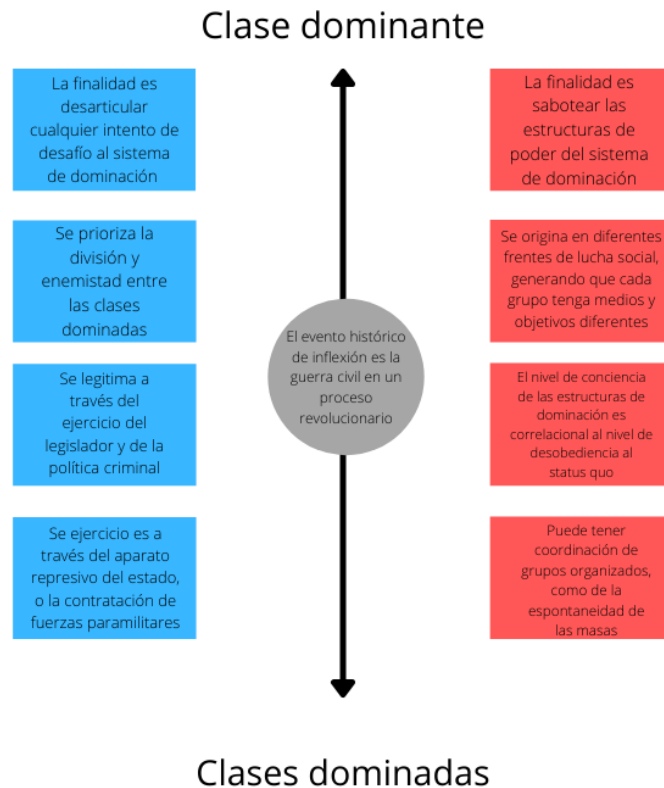 Clase dominante
La finalidad es
desarticular
cualquier intento de
desafío al sistema
de dominación
Se prioriza la
división y
enemistad entre
las clases
dominadas
Se legitima a
través del
ejercicio del
legislador y de la
política criminal
Se ejercicio es a
través del aparato
represivo del estado,
o la contratación de
fuerzas paramilitares
El evento histórico
de inflexión es la
guerra civil en un
proceso
revolucionario
La finalidad es
sabotear las
estructuras de
poder del sistema
de dominación
Se origina en diferentes
frentes de lucha social,
generando que cada
grupo tenga medios y
objetivos diferentes
El nivel de conciencia
de las estructuras de
dominación es
correlacional al nivel de
desobediencia al
status quo
Puede tener
coordinación de
grupos organizados,
como de la
espontaneidad de
las masas
Clases dominadas